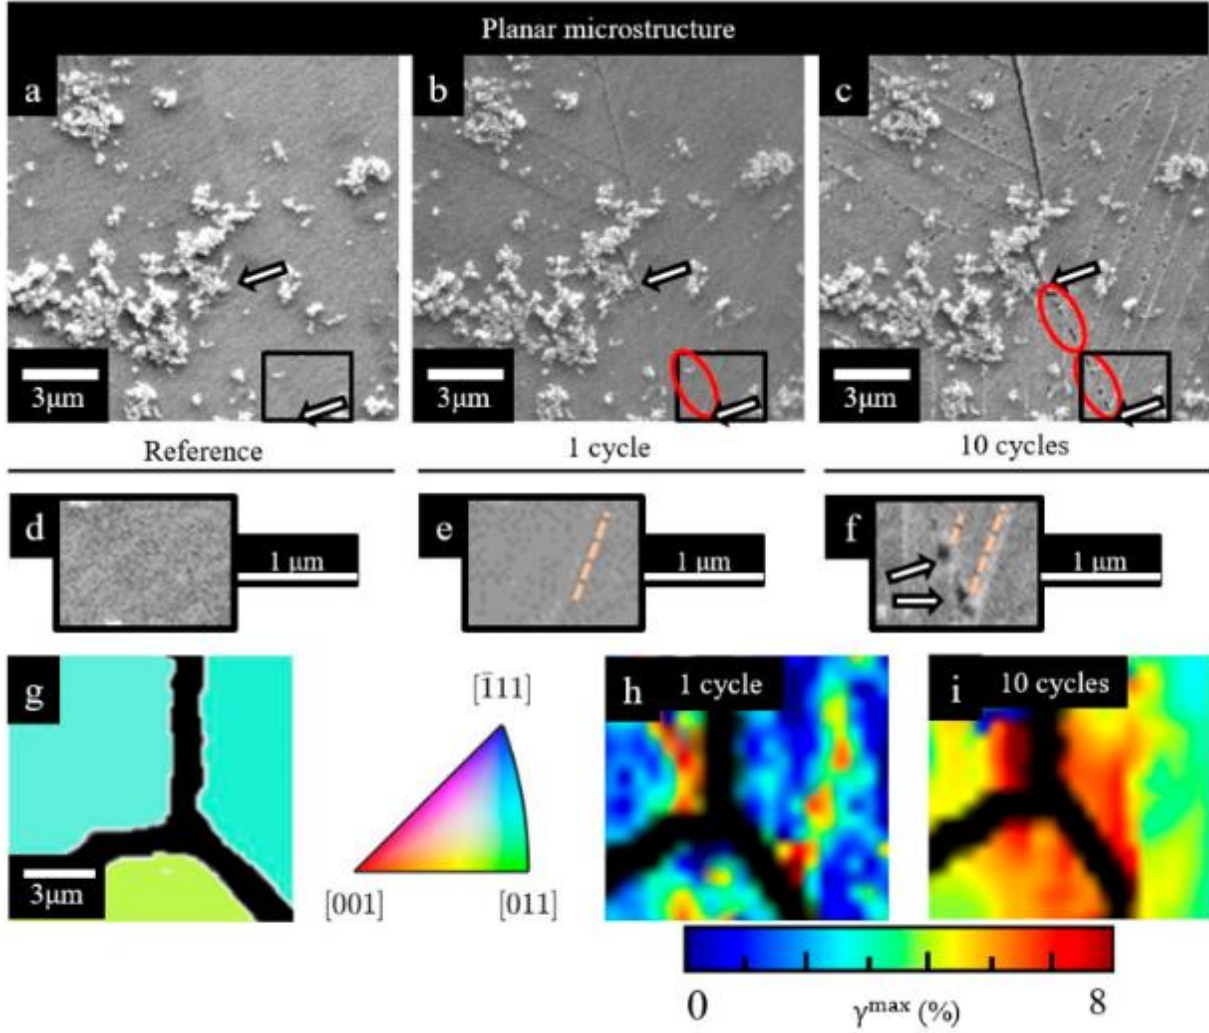 Planar microstructure
a
b
c
3μm
3μm
3μm
Reference
1 cycle
10 cycles
d
1 μm
e
1 μm
f
1 μm
g
3μm
[1̄11]
[001]
[011]
h
1 cycle
i
10 cycles
0
8
γmax (%)